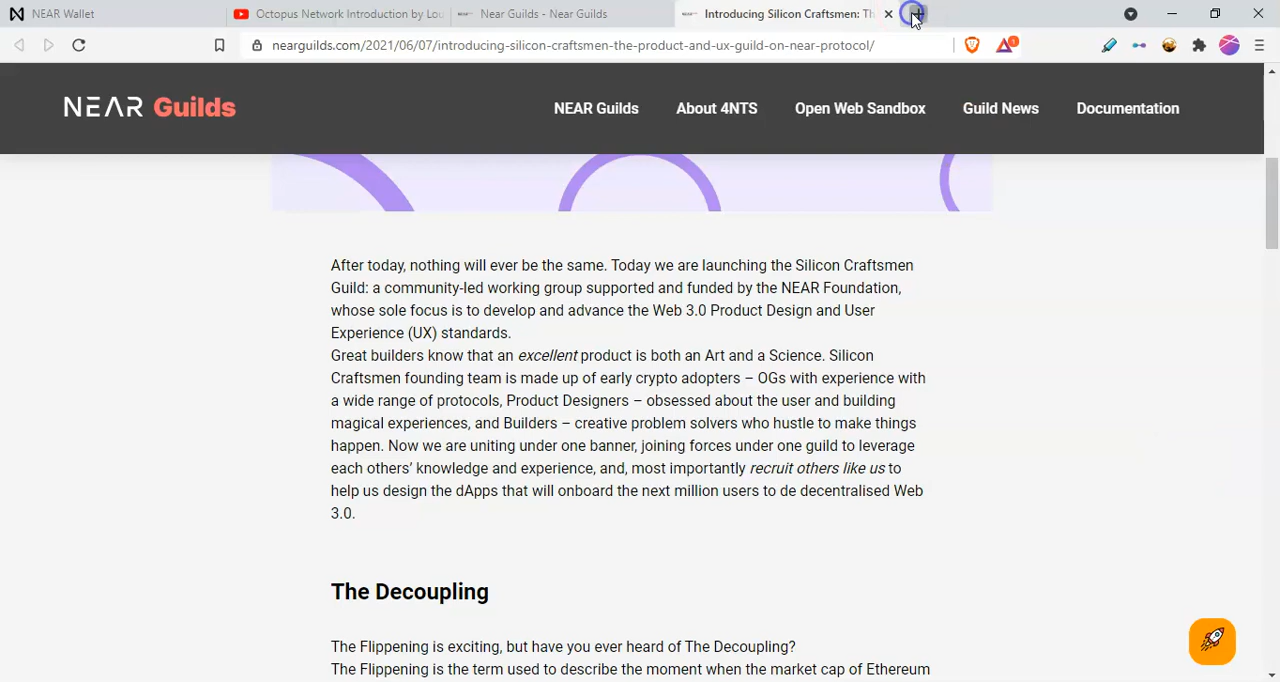 NEAR Wallet
Octopus Network Introduction by Lou
Near Guilds - Near Guilds
Introducing Silicon Craftsmen: Th
nearguilds.com/2021/06/07/introducing-silicon-craftsmen-the-product-and-ux-guild-on-near-protocol/
1
NEAR Guilds
NEAR Guilds
About 4NTS
Open Web Sandbox
Guild News
Documentation
After today, nothing will ever be the same. Today we are launching the Silicon Craftsmen
Guild: a community-led working group supported and funded by the NEAR Foundation,
whose sole focus is to develop and advance the Web 3.0 Product Design and User
Experience (UX) standards.
Great builders know that an excellent product is both an Art and a Science. Silicon
Craftsmen founding team is made up of early crypto adopters – OGs with experience with
a wide range of protocols, Product Designers – obsessed about the user and building
magical experiences, and Builders – creative problem solvers who hustle to make things
happen. Now we are uniting under one banner, joining forces under one guild to leverage
each others’ knowledge and experience, and, most importantly recruit others like us to
help us design the dApps that will onboard the next million users to de decentralised Web
3.0.
The Decoupling
The Flippening is exciting, but have you ever heard of The Decoupling?
The Flippening is the term used to describe the moment when the market cap of Ethereum